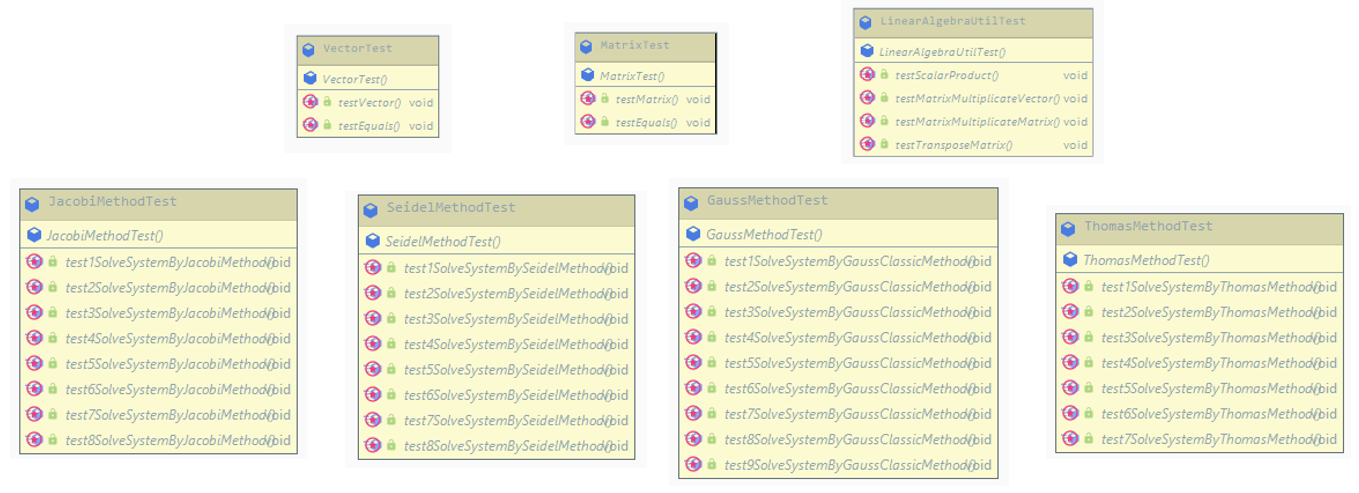 VectorTest
VectorTest()
testVector() void
testEquals() void
MatrixTest
MatrixTest()
testMatrix() void
testEquals() void
LinearAlgebraUtilTest
LinearAlgebraUtilTest()
testScalarProduct() void
testMatrixMultiplicateVector() void
testMatrixMultiplicateMatrix() void
testTransposeMatrix() void
JacobiMethodTest
JacobiMethodTest()
test1SolveSystemByJacobiMethod() void
test2SolveSystemByJacobiMethod() void
test3SolveSystemByJacobiMethod() void
test4SolveSystemByJacobiMethod() void
test5SolveSystemByJacobiMethod() void
test6SolveSystemByJacobiMethod() void
test7SolveSystemByJacobiMethod() void
test8SolveSystemByJacobiMethod() void
SeidelMethodTest
SeidelMethodTest()
test1SolveSystemBySeidelMethod() void
test2SolveSystemBySeidelMethod() void
test3SolveSystemBySeidelMethod() void
test4SolveSystemBySeidelMethod() void
test5SolveSystemBySeidelMethod() void
test6SolveSystemBySeidelMethod() void
test7SolveSystemBySeidelMethod() void
test8SolveSystemBySeidelMethod() void
GaussMethodTest
GaussMethodTest()
test1SolveSystemByGaussClassicMethod() void
test2SolveSystemByGaussClassicMethod() void
test3SolveSystemByGaussClassicMethod() void
test4SolveSystemByGaussClassicMethod() void
test5SolveSystemByGaussClassicMethod() void
test6SolveSystemByGaussClassicMethod() void
test7SolveSystemByGaussClassicMethod() void
test8SolveSystemByGaussClassicMethod() void
test9SolveSystemByGaussClassicMethod() void
ThomasMethodTest
ThomasMethodTest()
test1SolveSystemByThomasMethod() void
test2SolveSystemByThomasMethod() void
test3SolveSystemByThomasMethod() void
test4SolveSystemByThomasMethod() void
test5SolveSystemByThomasMethod() void
test6SolveSystemByThomasMethod() void
test7SolveSystemByThomasMethod() void